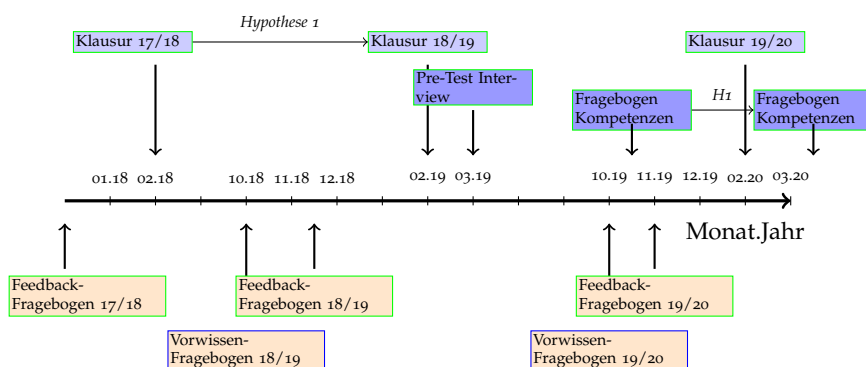 Hypothese 1
Klausur 17/18
Klausur 18/19
Klausur 19/20
Pre-Test Inter-
view
Fragebogen
Kompetenzen
H1
Fragebogen
Kompetenzen
01.18
02.18
10.18
11.18
12.18
02.19
03.19
10.19
11.19
12.19
02.20
03.20
Monat.Jahr
Feedback-
Fragebogen 17/18
Feedback-
Fragebogen 18/19
Feedback-
Fragebogen 19/20
Vorwissen-
Fragebogen 18/19
Vorwissen-
Fragebogen 19/20